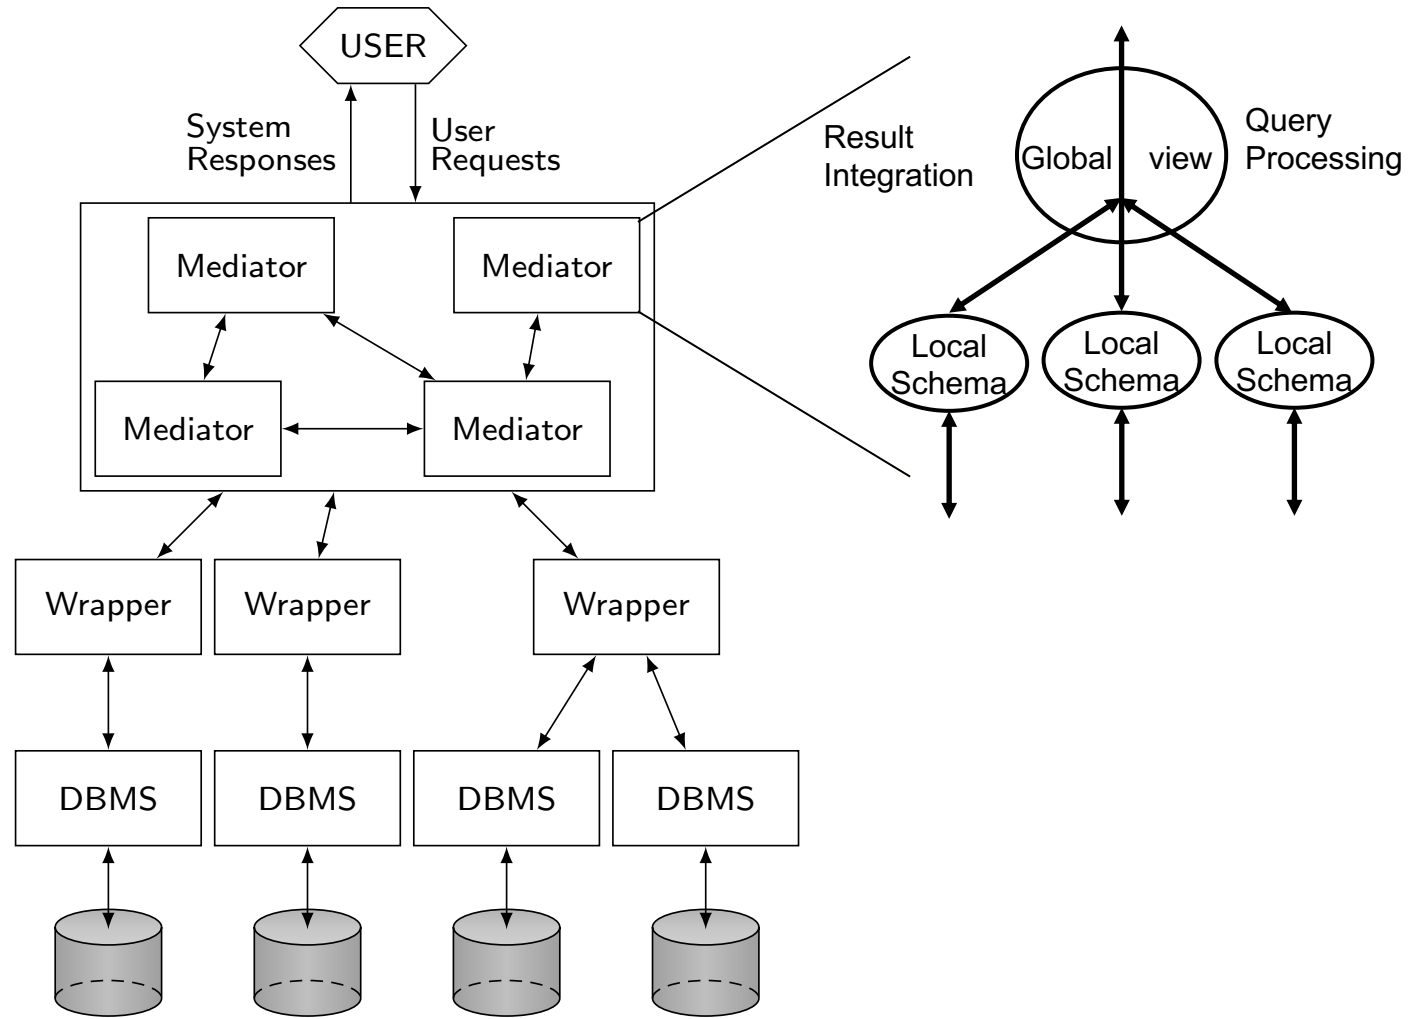 USER
System
Responses
User
Requests
Mediator
Mediator
Mediator
Mediator
Wrapper
Wrapper
Wrapper
DBMS
DBMS
DBMS
DBMS
Result
Integration
Global view
Query
Processing
Local
Schema
Local
Schema
Local
Schema